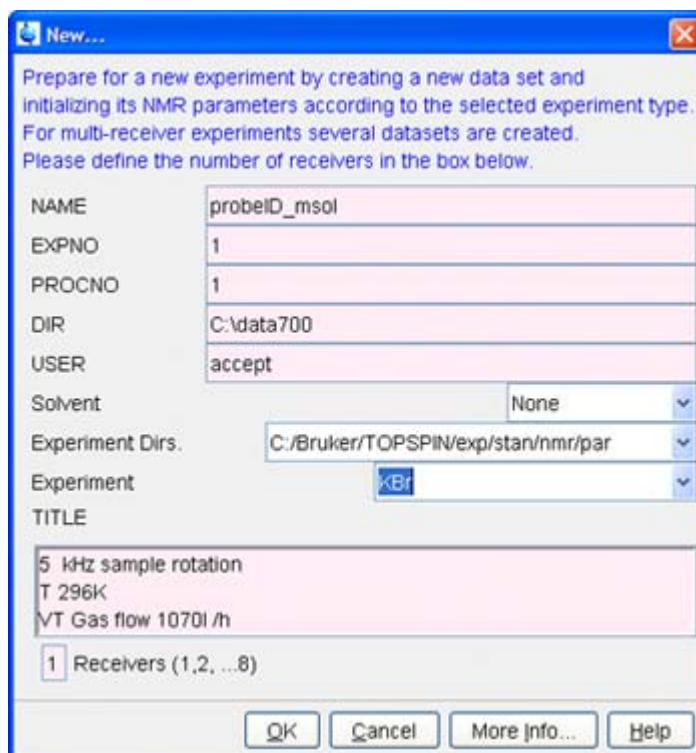 New...
Prepare for a new experiment by creating a new data set and
initializing its NMR parameters according to the selected experiment type.
For multi-receiver experiments several datasets are created.
Please define the number of receivers in the box below.
NAME probeID_msol
EXPNO 1
PROCNO 1
DIR C:\data700
USER accept
Solvent None
Experiment Dirs. C:/Bruker/TOPSPIN/exp/stan/nmr/par
Experiment KBr
TITLE
5 kHz sample rotation
T 296K
VT Gas flow 1070l /h
1 Receivers (1,2, ...8)
OK Cancel More Info... Help